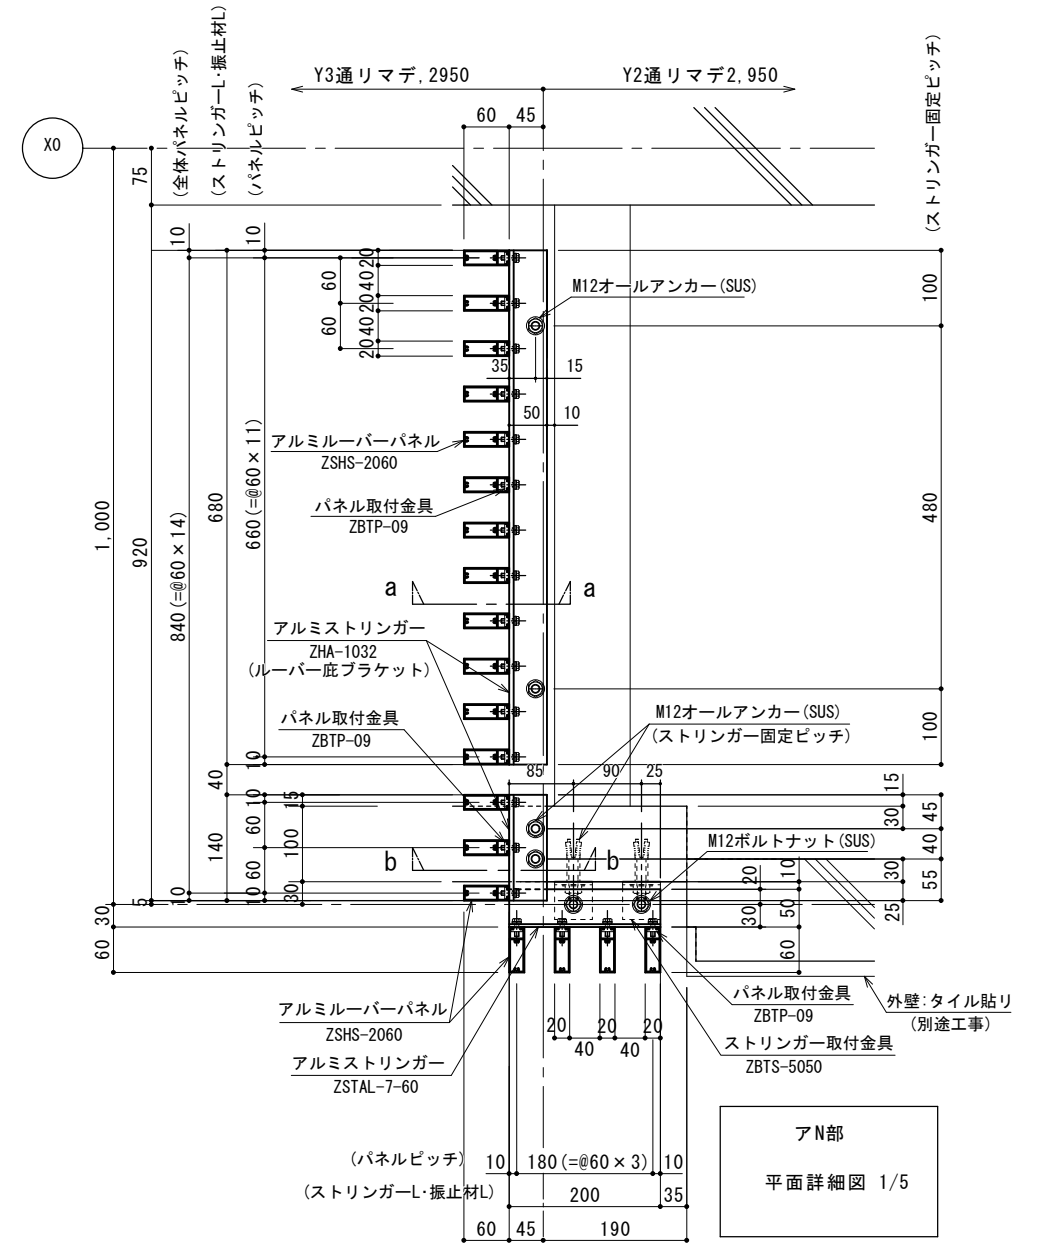 Y3通リマデ,2950
Y2通リマデ2,950
60
45
X0
75
(全体パネルピッチ)
(ストリンガーL・振止材L)
(パネルピッチ)
(ストリンガー固定ピッチ)
10
10
20
40
20
40
20
60
60
100
M12オールアンカー(SUS)
35
15
50
10
アルミルーバーパネル
ZSHS-2060
パネル取付金具
ZBTP-09
1,000
920
840(=@60×14)
680
660(=@60×11)
480
a
a
アルミストリンガー
ZHA-1032
(ルーバー庇ブラケット)
パネル取付金具
ZBTP-09
M12オールアンカー(SUS)
(ストリンガー固定ピッチ)
100
10
85
90
25
40
10
15
15
45
30
60
100
140
40
M12ボルトナット(SUS)
b
b
60
30
10
20
10
30
55
10
5
30
50
30
25
60
60
アルミルーバーパネル
ZSHS-2060
アルミストリンガー
ZSTAL-7-60
20
20
20
40
40
パネル取付金具
ZBTP-09
ストリンガー取付金具
ZBTS-5050
外壁:タイル貼リ
(別途工事)
(パネルピッチ)
10
180(=@60×3)
10
(ストリンガーL・振止材L)
200
35
60
45
190
アN部
平面詳細図 1/5